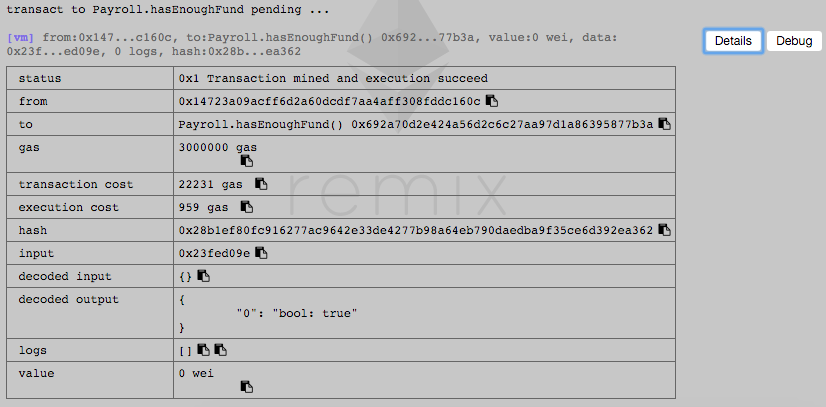 transact to Payroll.hasEnoughFund pending ...
[vm] from:0x147...c160c, to:Payroll.hasEnoughFund() 0x692...77b3a, value:0 wei, data:
0x23f...ed09e, 0 logs, hash:0x28b...ea362
Details Debug
status 0x1 Transaction mined and execution succeed
from 0x14723a09acff6d2a60dcdf7aa4aff308fddc160c
to Payroll.hasEnoughFund() 0x692a70d2e424a56d2c6c27aa97d1a86395877b3a
gas 3000000 gas
transaction cost 22231 gas
execution cost 959 gas
remix
hash 0x28b1ef80fc916277ac9642e33de4277b98a64eb790daedba9f35ce6d392ea362
input 0x23fed09e
decoded input {}
decoded output {
"0": "bool: true"
}
logs []
value 0 wei